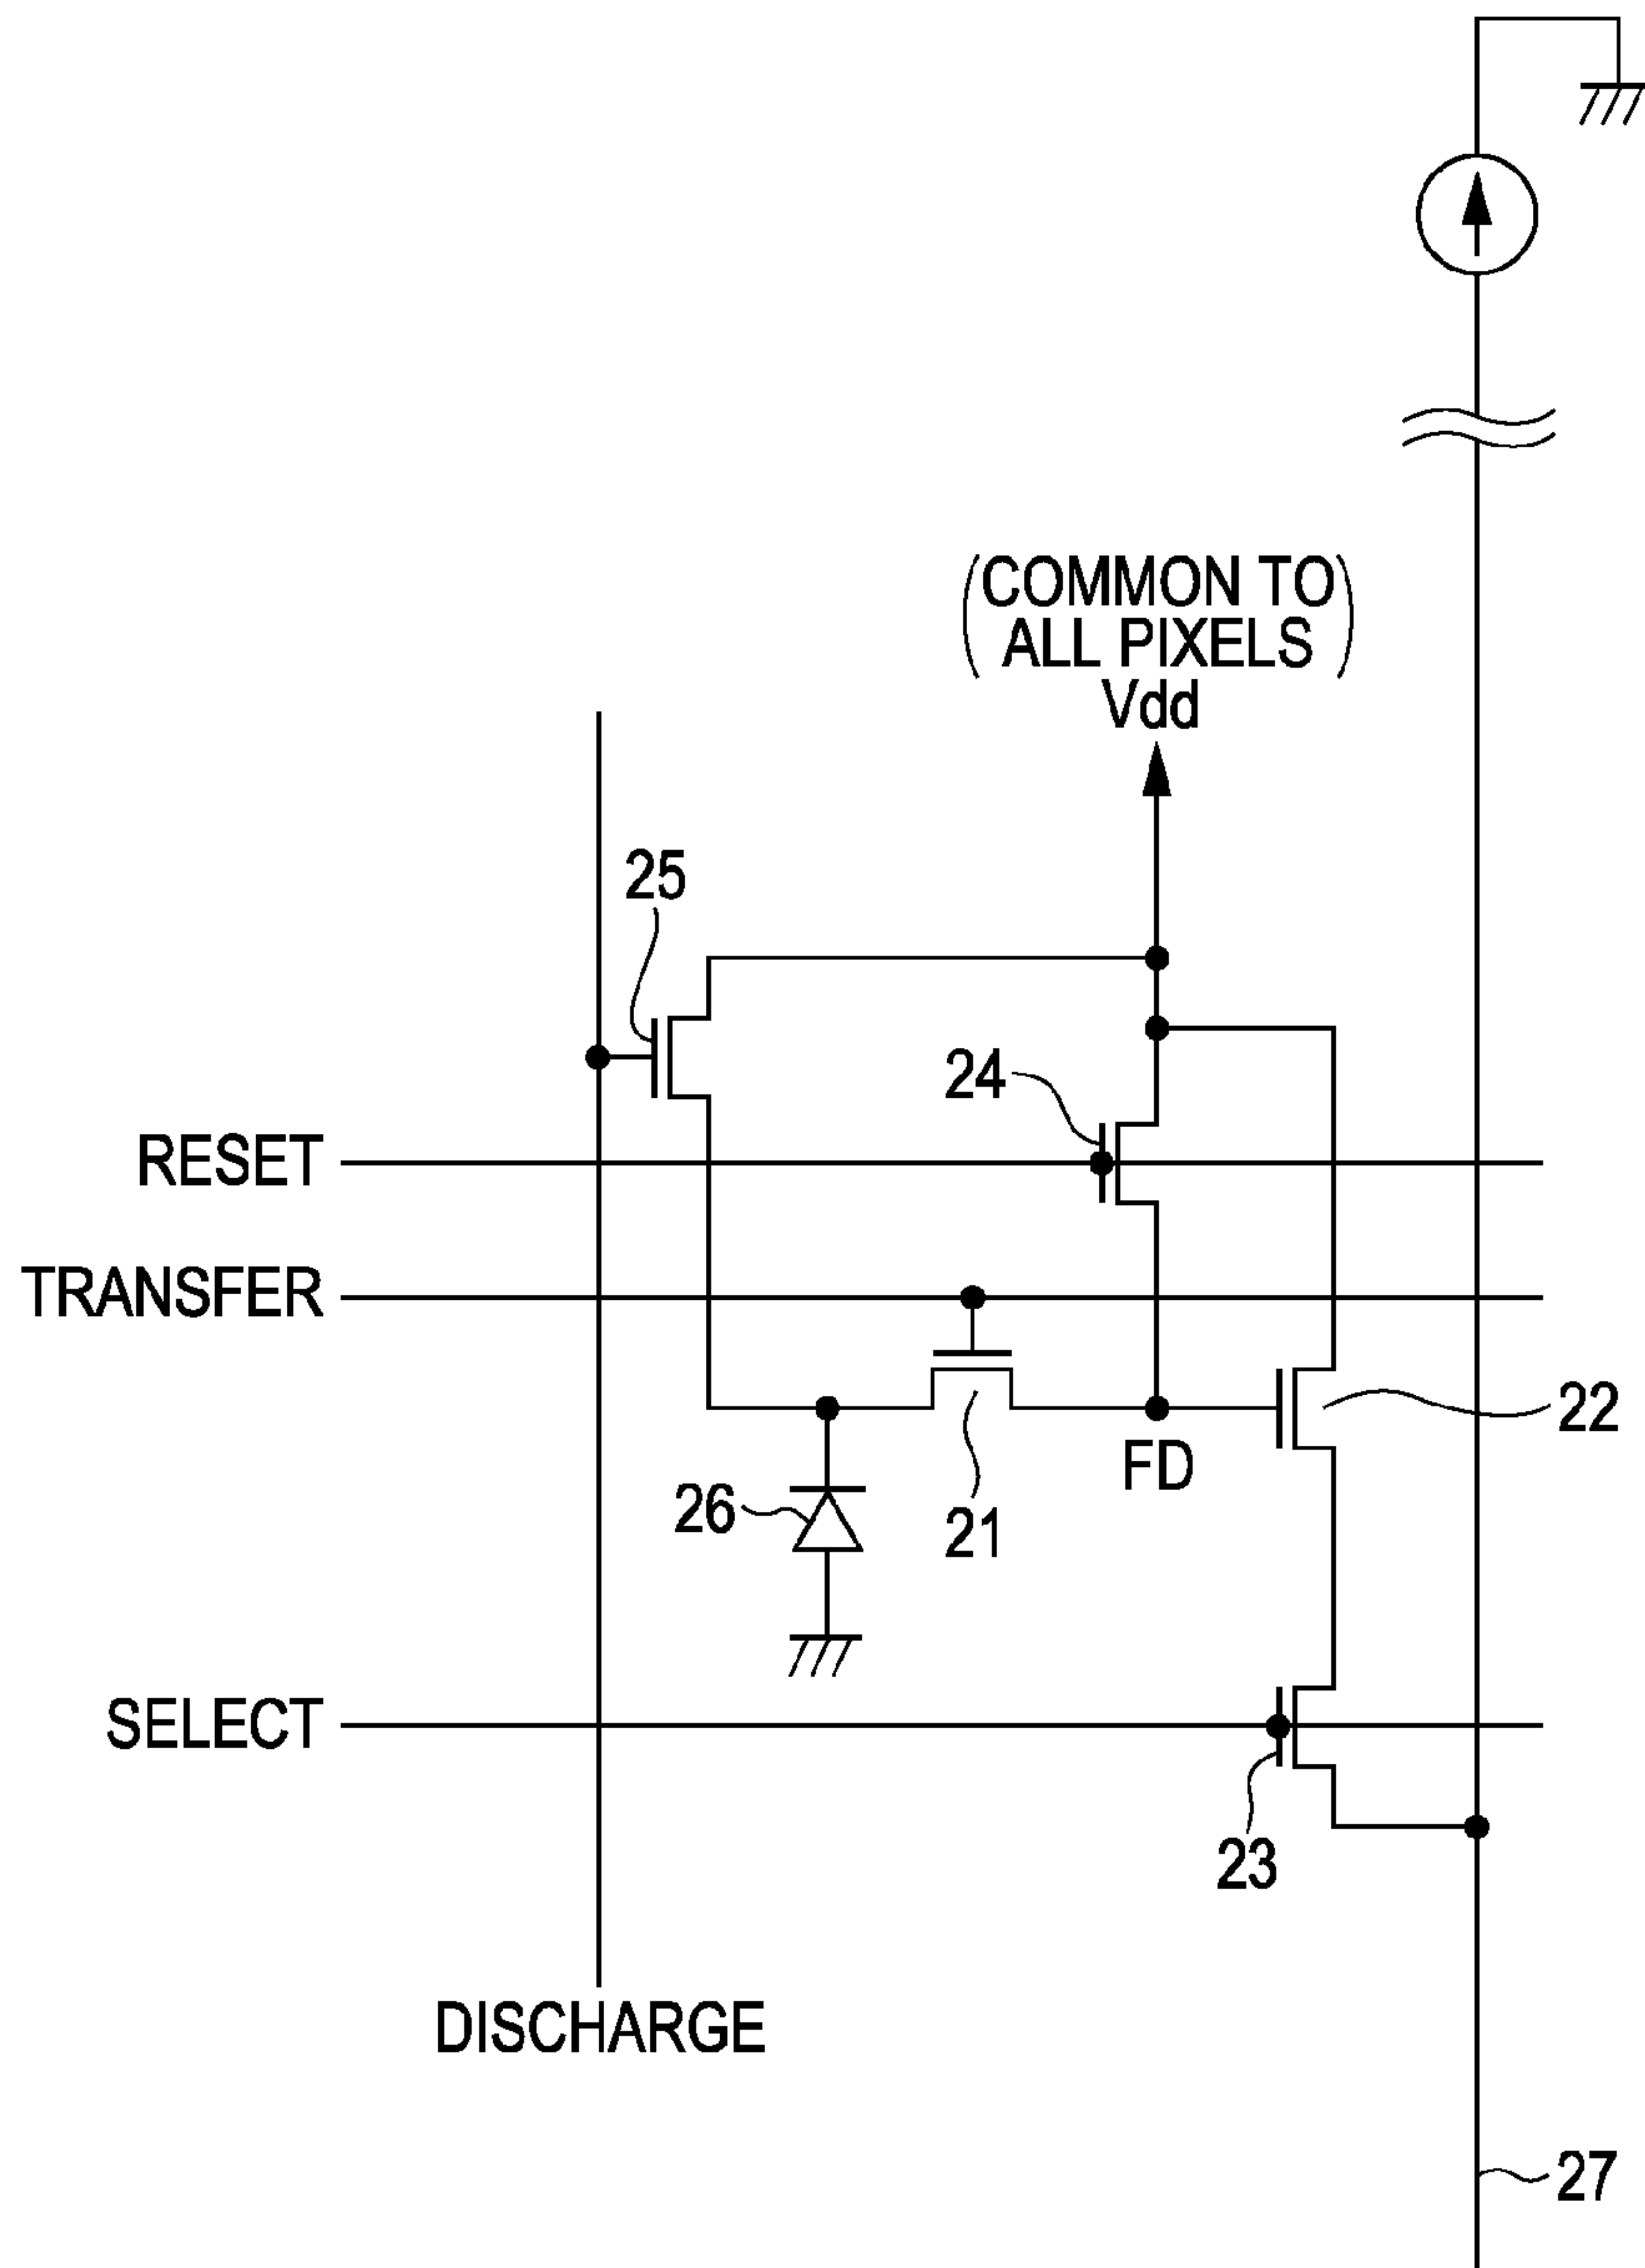 (COMMON TO
ALL PIXELS)
Vdd
25
24
RESET
TRANSFER
22
FD
26
21
SELECT
23
DISCHARGE
27